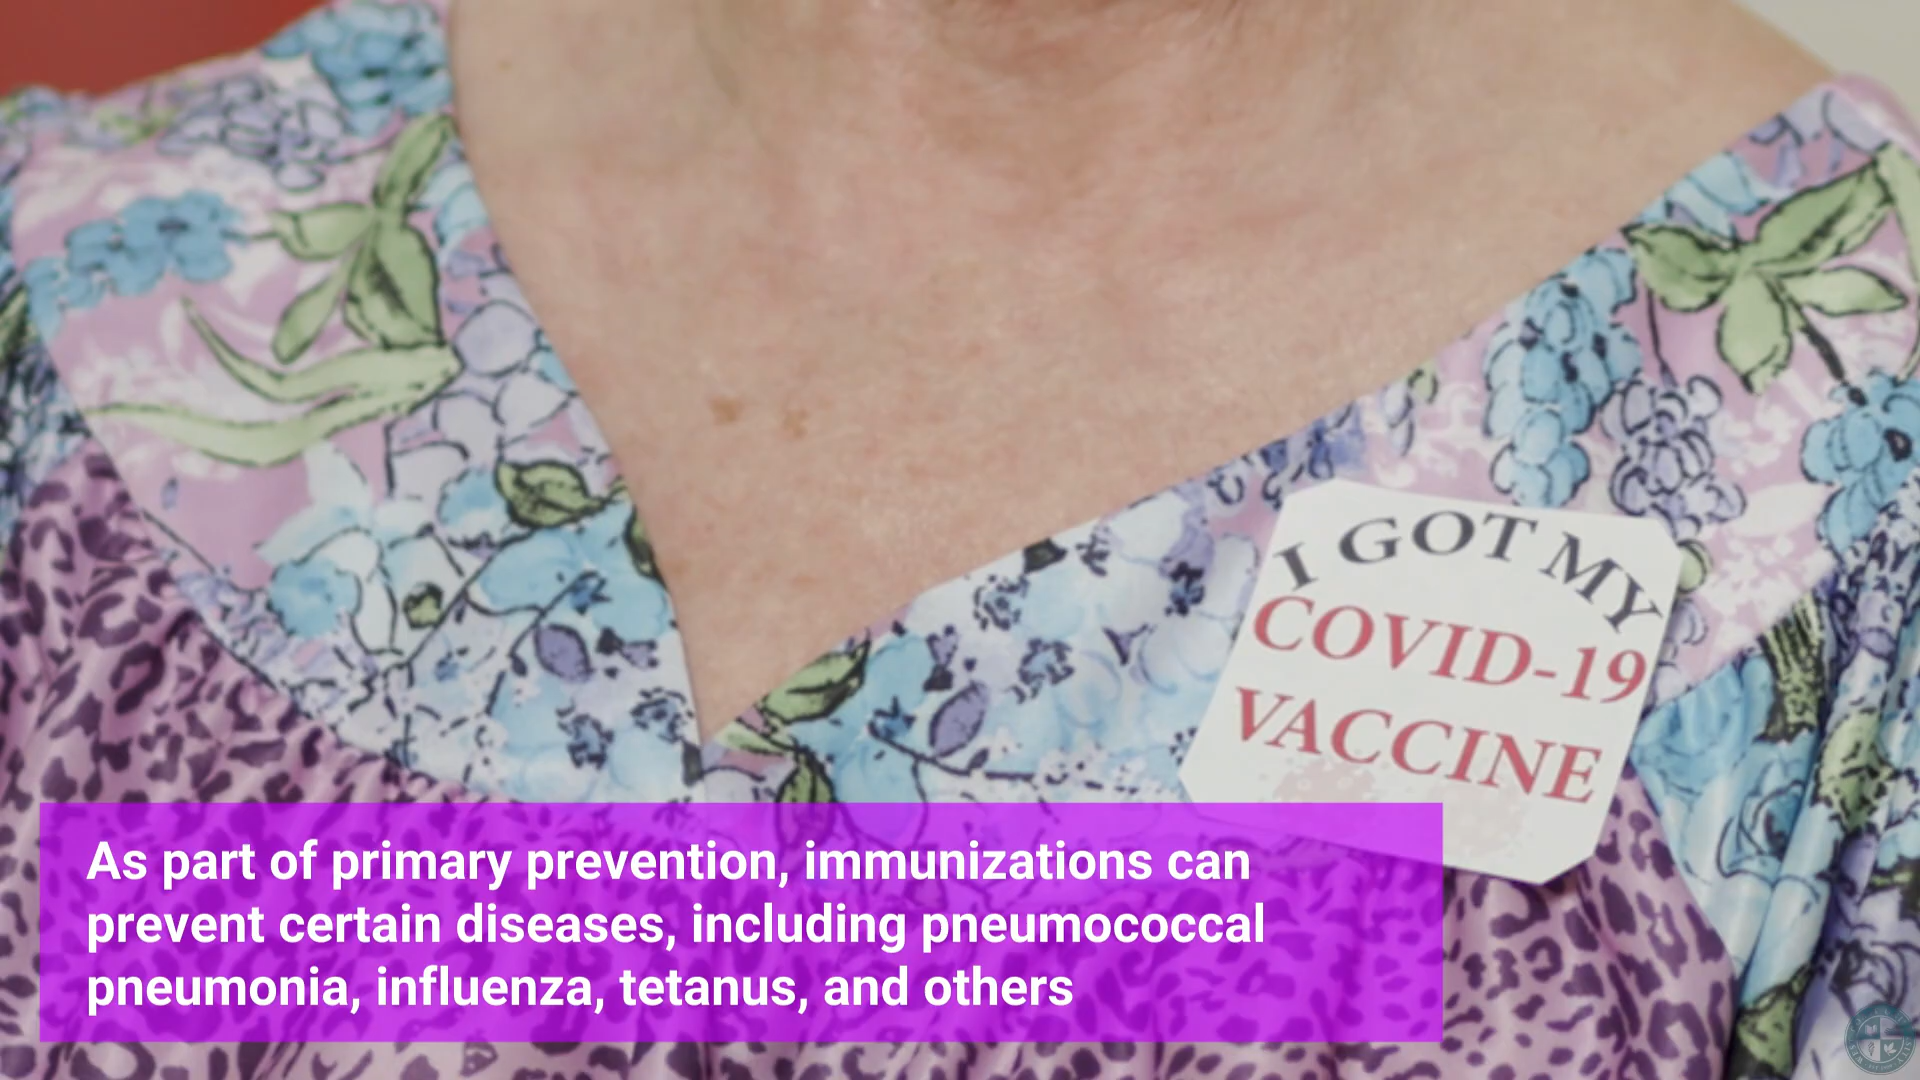 I GOT MY
COVID-19
VACCINE
As part of primary prevention, immunizations can
prevent certain diseases, including pneumococcal
pneumonia, influenza, tetanus, and others